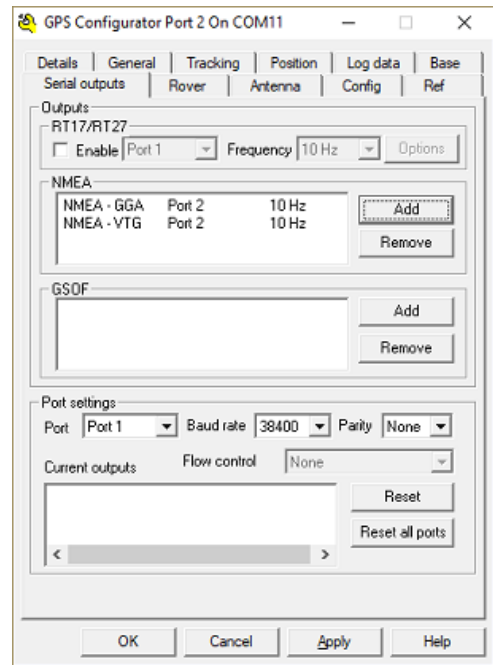 GPS Configurator Port 2 On COM11
Details General Tracking Position Log data Base
Serial outputs Rover Antenna Config Ref
Outputs
RT17/RT27
Enable Port 1 Frequency 10 Hz Options
NMEA
NMEA - GGA Port 2 10 Hz Add
NMEA - VTG Port 2 10 Hz
Remove
GSOF
Add
Remove
Port settings
Port Port 1 Baud rate 38400 Parity None
Current outputs Flow control None
Reset
Reset all ports
OK Cancel Apply Help